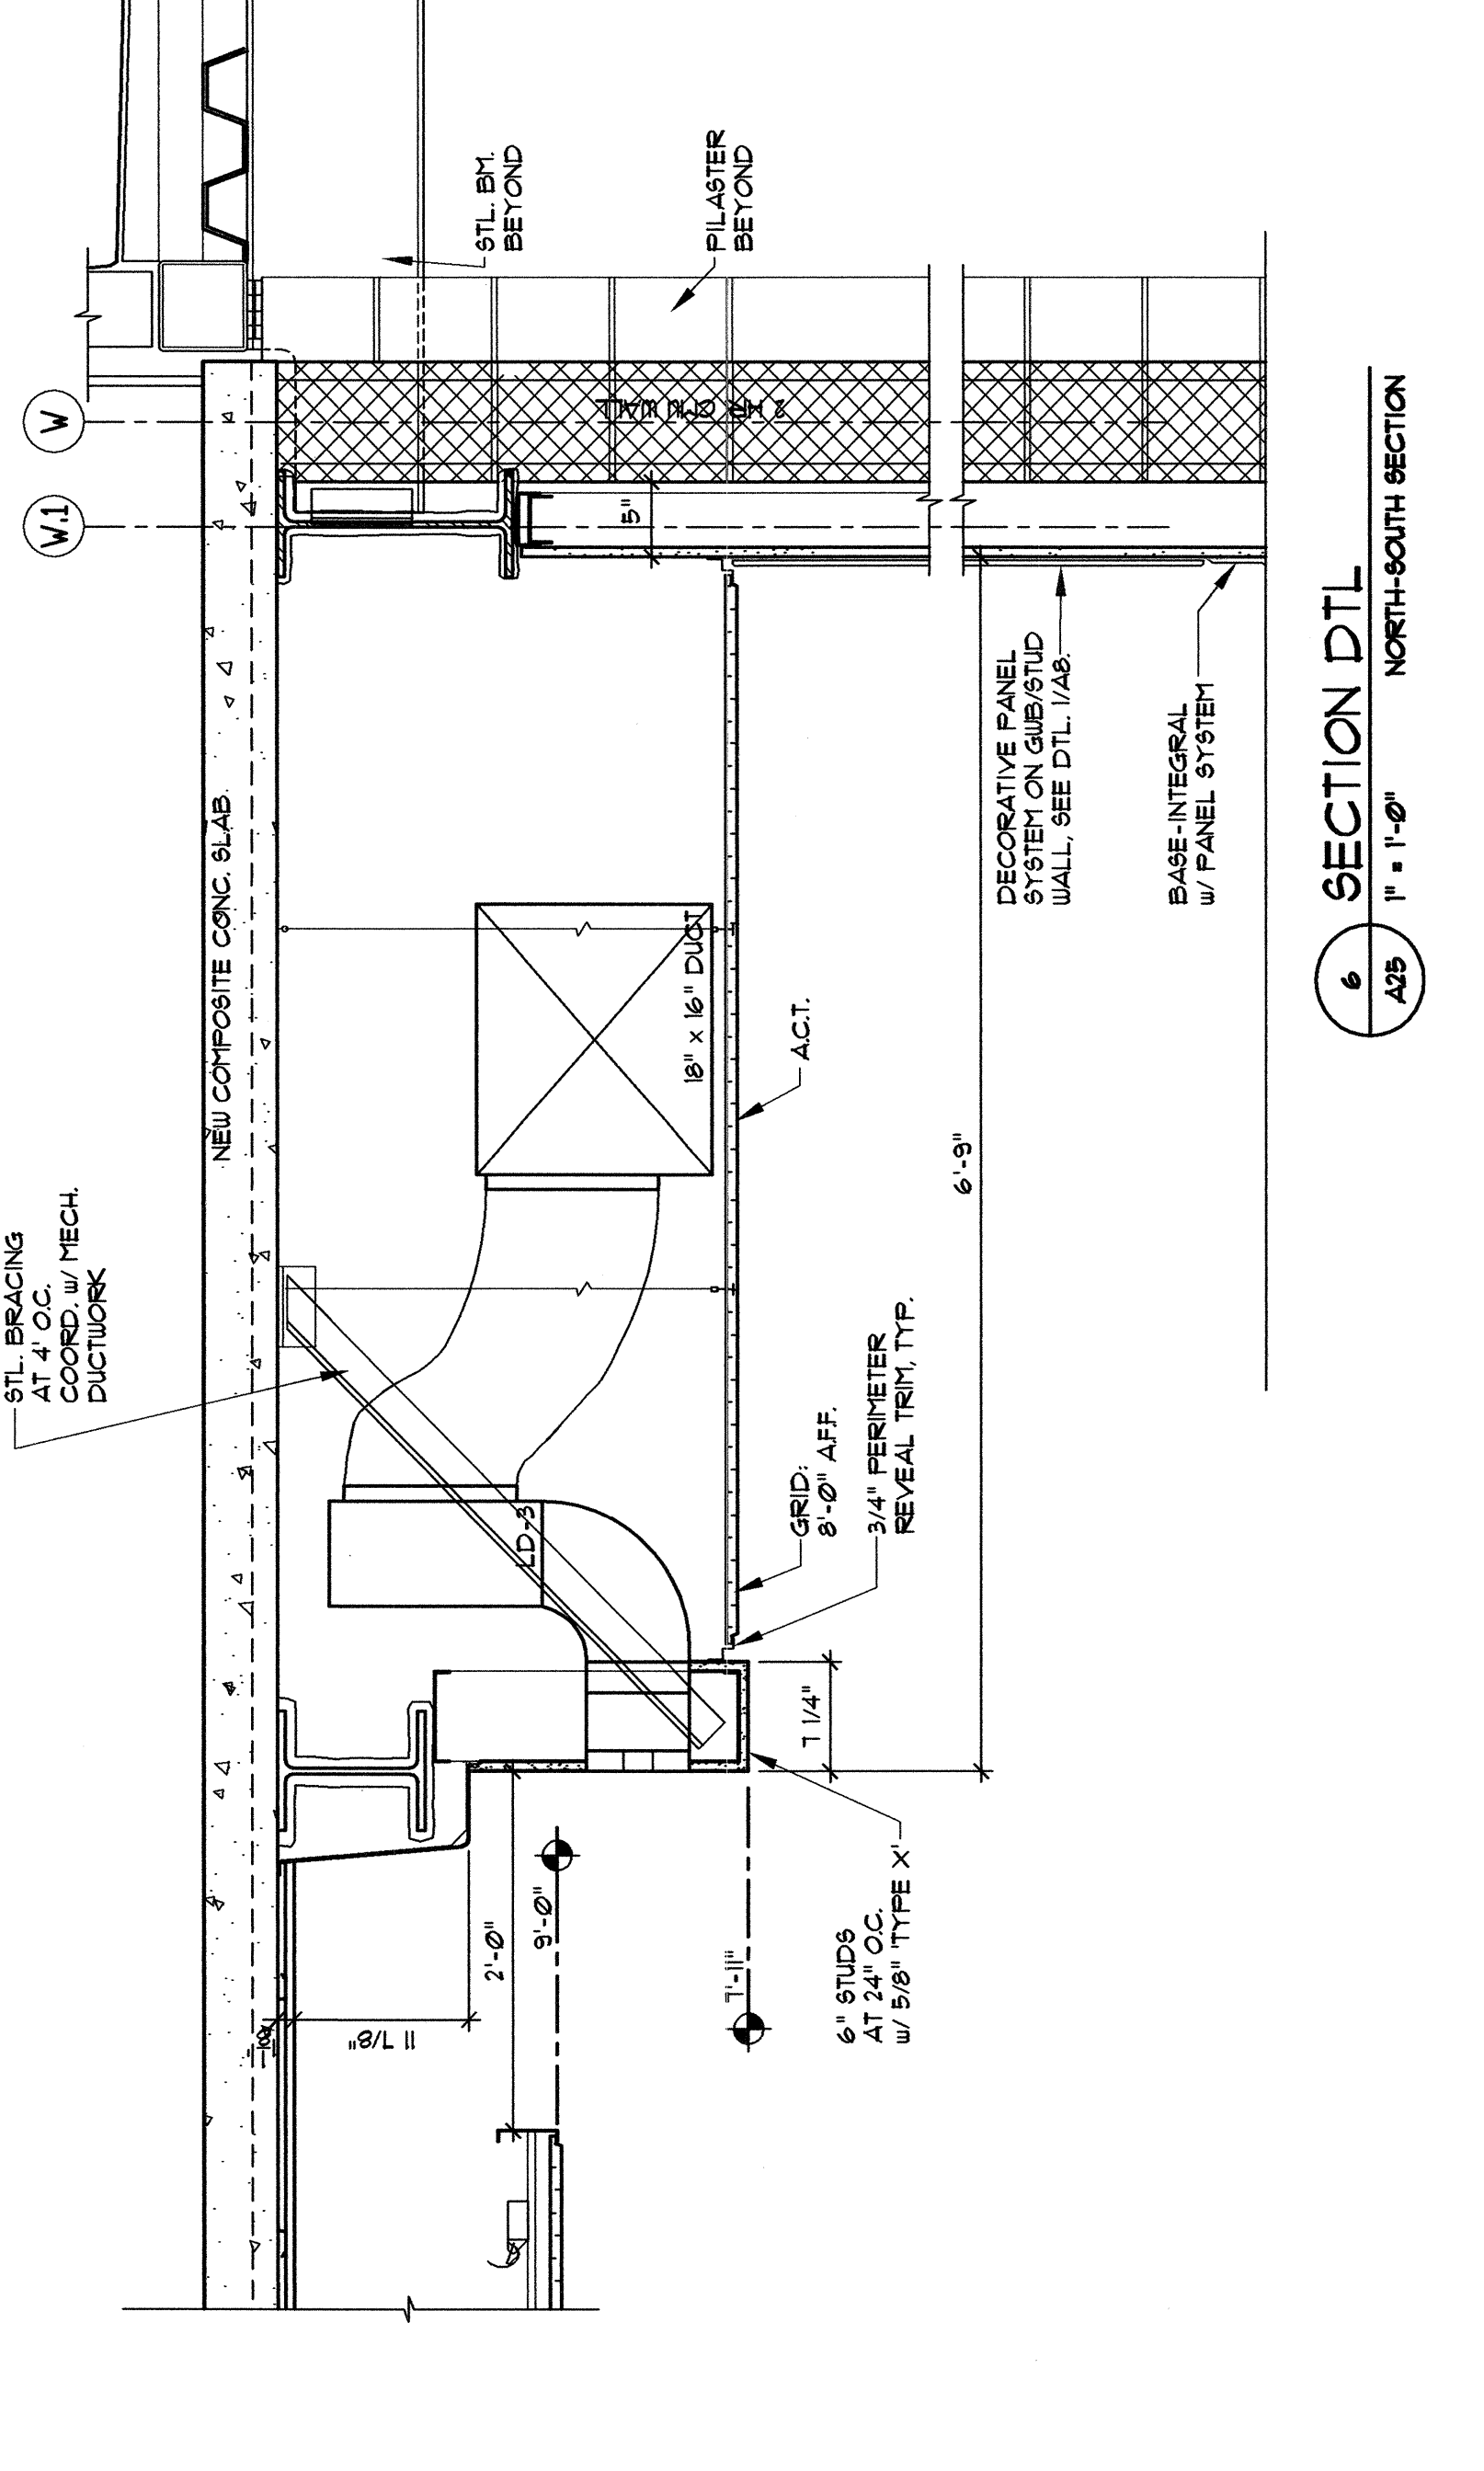 STL. BRACING
AT 4' O.C.
COORD. w/ MECH.
DUCTWORK
W.1
W
NEW COMPOSITE CONC. SLAB.
STL. BM.
BEYOND
PILASTER
BEYOND
2 HR CMU WALL
5"
18" x 16" DUCT
LD-3
1 1/8"
11 7/8"
2'-0"
9'-0"
7'-11"
7 1/4"
6" STUDS
AT 24" O.C.
w/ 5/8" 'TYPE X'
GRID:
8'-0" A.F.F.
3/4" PERIMETER
REVEAL TRIM, TYP.
A.C.T.
6'-9"
DECORATIVE PANEL
SYSTEM ON GWB/STUD
WALL, SEE DTL. 1/A8.
BASE-INTEGRAL
w/ PANEL SYSTEM
6
A25
SECTION DTL
1" = 1'-0"
NORTH-SOUTH SECTION